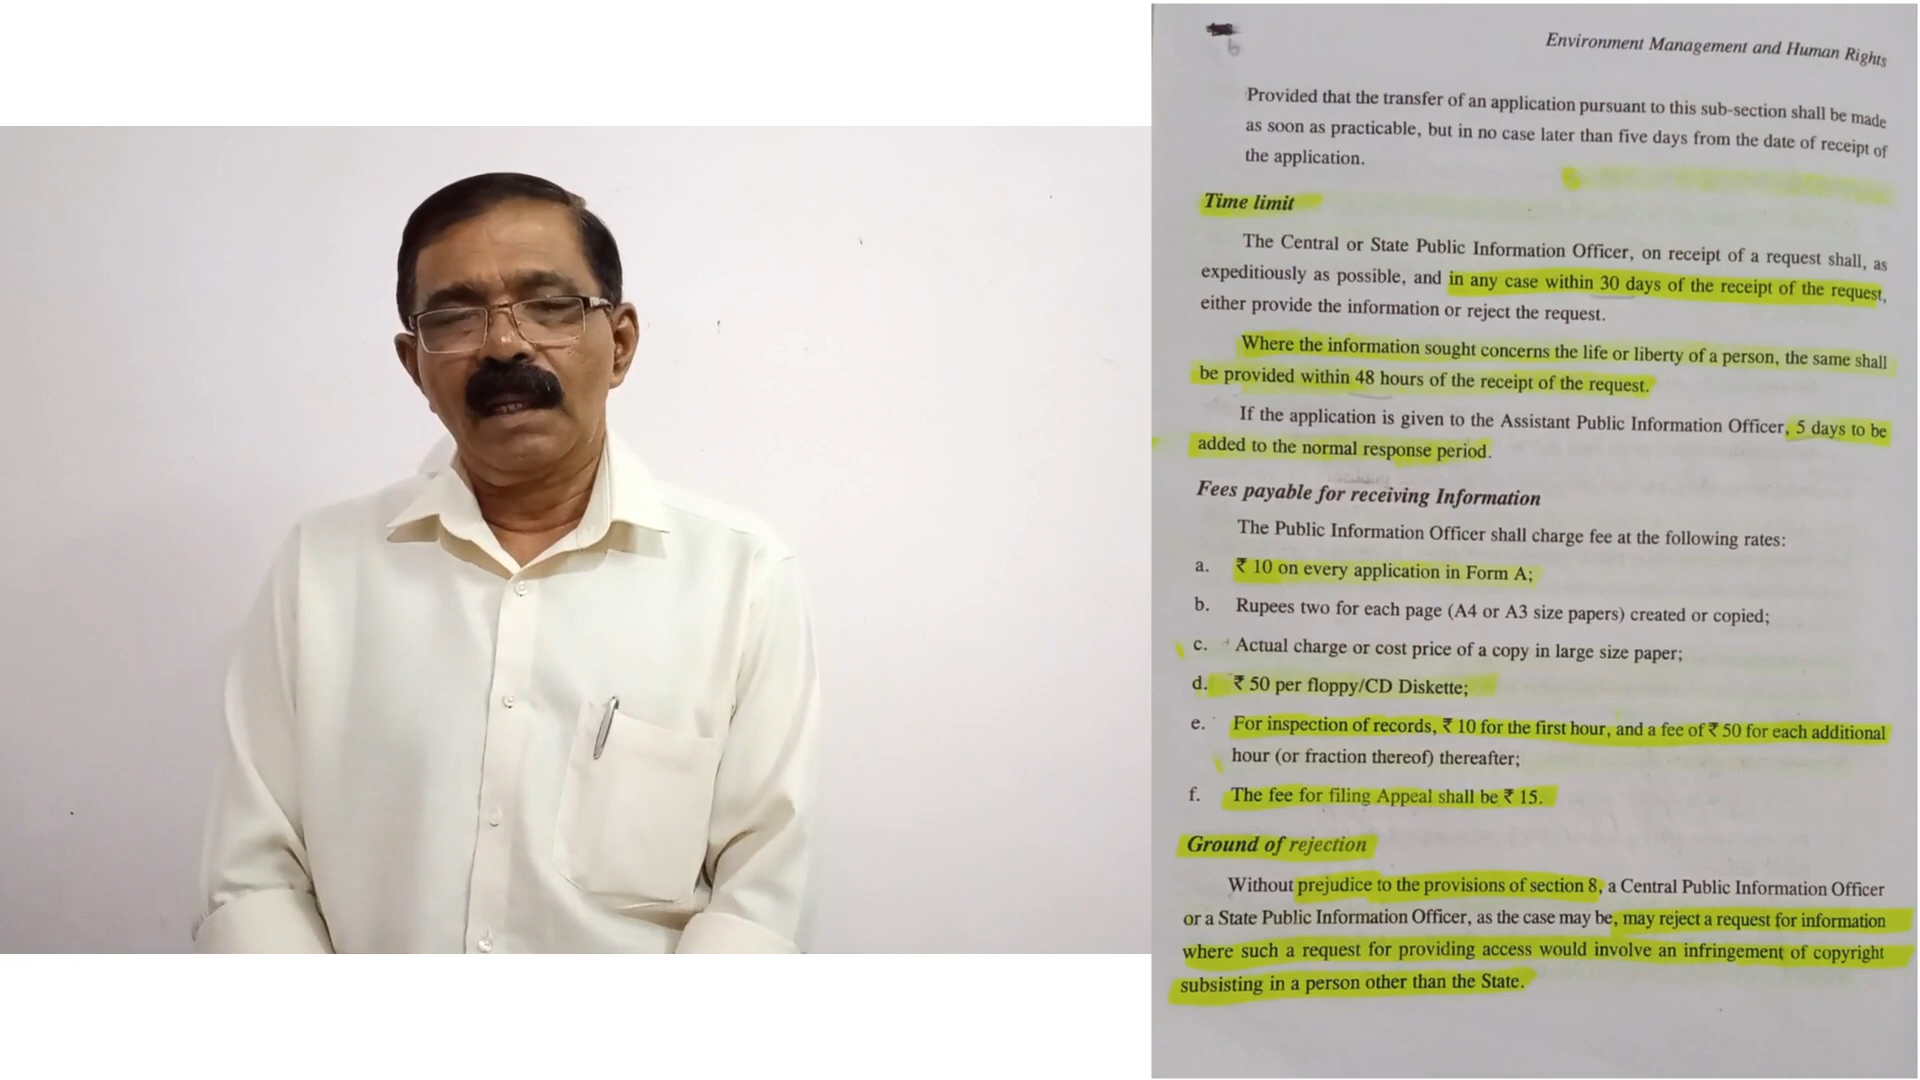 6
Environment Management and Human Rights
Provided that the transfer of an application pursuant to this sub-section shall be made
as soon as practicable, but in no case later than five days from the date of receipt of
the application.
Time limit
The Central or State Public Information Officer, on receipt of a request shall, as
expeditiously as possible, and in any case within 30 days of the receipt of the request,
either provide the information or reject the request.
Where the information sought concerns the life or liberty of a person, the same shall
be provided within 48 hours of the receipt of the request.
If the application is given to the Assistant Public Information Officer, 5 days to be
added to the normal response period.
Fees payable for receiving Information
The Public Information Officer shall charge fee at the following rates:
a. ₹ 10 on every application in Form A;
b. Rupees two for each page (A4 or A3 size papers) created or copied;
c. Actual charge or cost price of a copy in large size paper;
d. ₹ 50 per floppy/CD Diskette;
e. For inspection of records, ₹ 10 for the first hour, and a fee of ₹ 50 for each additional
hour (or fraction thereof) thereafter;
f. The fee for filing Appeal shall be ₹ 15.
Ground of rejection
Without prejudice to the provisions of section 8, a Central Public Information Officer
or a State Public Information Officer, as the case may be, may reject a request for information
where such a request for providing access would involve an infringement of copyright
subsisting in a person other than the State.